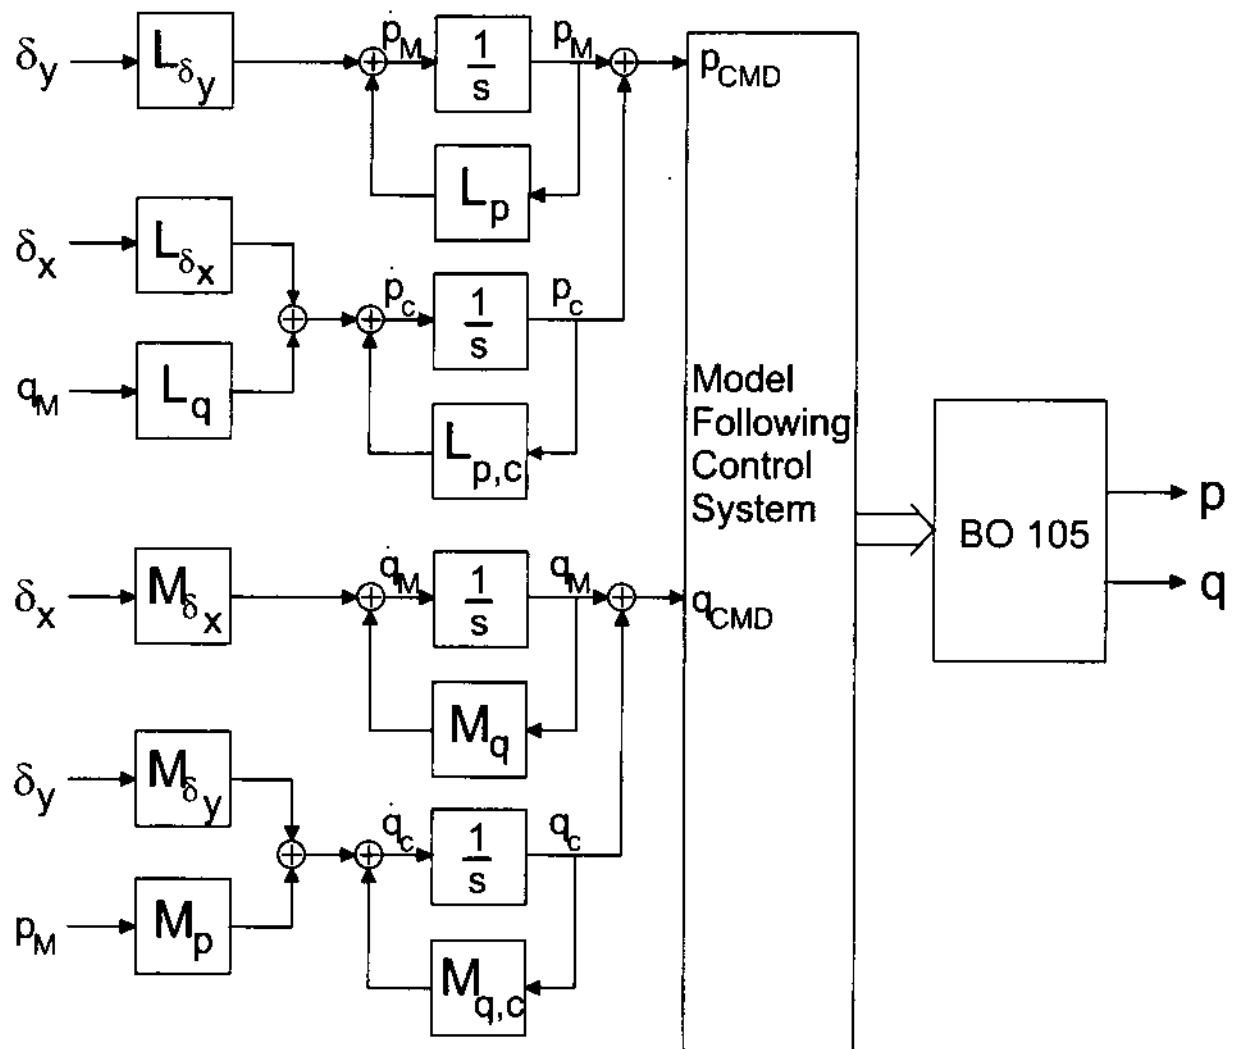 δy Lδy ṗM 1/s pM pCMD
Lp
δx Lδx ṗc 1/s pc
qM Lq
Lp,c
Model
Following
Control
System
BO 105
p
q
δx Mδx q̇M 1/s qM qCMD
Mq
δy Mδy q̇c 1/s qc
pM Mp
Mq,c